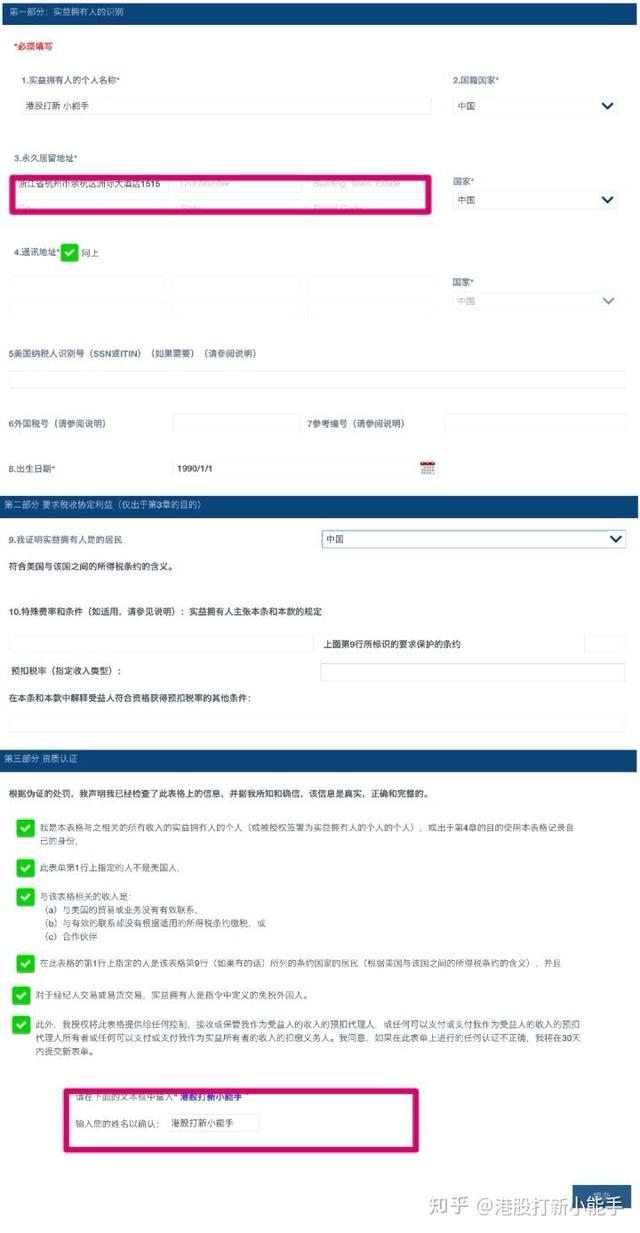 第一部分：实益拥有人的识别
*必须填写
1.实益拥有人的个人名称*
2.国籍国家*
港股打新 小能手
中国
3.永久居留地址*
浙江省杭州市余杭区洲际大酒店1515
Unit Number
Building, Town, Estate
国家*
中国
City
State
Postal Code
4.通讯地址*
同上
国家*
中国
5美国纳税人识别号（SSN或ITIN）（如果需要）（请参阅说明）
6外国税号（请参阅说明）
7参考编号（请参阅说明）
8.出生日期*
1990/1/1
第二部分 要求税收协定利益（仅出于第3章的目的）
9.我证明实益拥有人是的居民
中国
符合美国与该国之间的所得税条约的含义。
10.特殊费率和条件（如适用，请参见说明）：实益拥有人主张本条和本款的规定
上面第9行所标识的要求保护的条约
预扣税率（指定收入类型）：
在本条和本款中解释受益人符合资格获得预扣税率的其他条件：
第三部分 资质认证
根据伪证的处罚，我声明我已经检查了此表格上的信息，并据我所知和确信，该信息是真实，正确和完整的。
我是本表格与之相关的所有收入的实益拥有人的个人（或被授权签署为实益拥有人的个人的个人），或出于第4章的目的使用本表格记录自
己的身份，
此表单第1行上指定的人不是美国人，
与该表格相关的收入是：
（a）与美国的贸易或业务没有有效联系，
（b）与有效的联系却没有根据适用的所得税条约缴税，或
（c）合作伙伴
在此表格的第1行上指定的人是该表格第9行（如果有的话）所列的条约国家的居民（根据美国与该国之间的所得税条约的含义），并且
对于经纪人交易或易货交易，实益拥有人是指令中定义的免税外国人。
此外，我授权将此表格提供给任何控制，接收或保管我作为受益人的收入的预扣代理人，或任何可以支付或支付我作为受益人的收入的预扣
代理人所有者或任何可以支付或支付我作为实益所有者的收入的扣缴义务人。我同意，如果在此表单上进行的任何认证不正确，我将在30天
内提交新表单。
请在下面的文本框中输入" 港股打新小能手 "
输入您的姓名以确认：
港股打新小能手
提交
知乎 @港股打新小能手